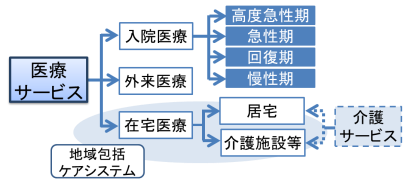 医療
サービス
入院医療
高度急性期
急性期
回復期
慢性期
外来医療
在宅医療
居宅
介護施設等
介護
サービス
地域包括
ケアシステム